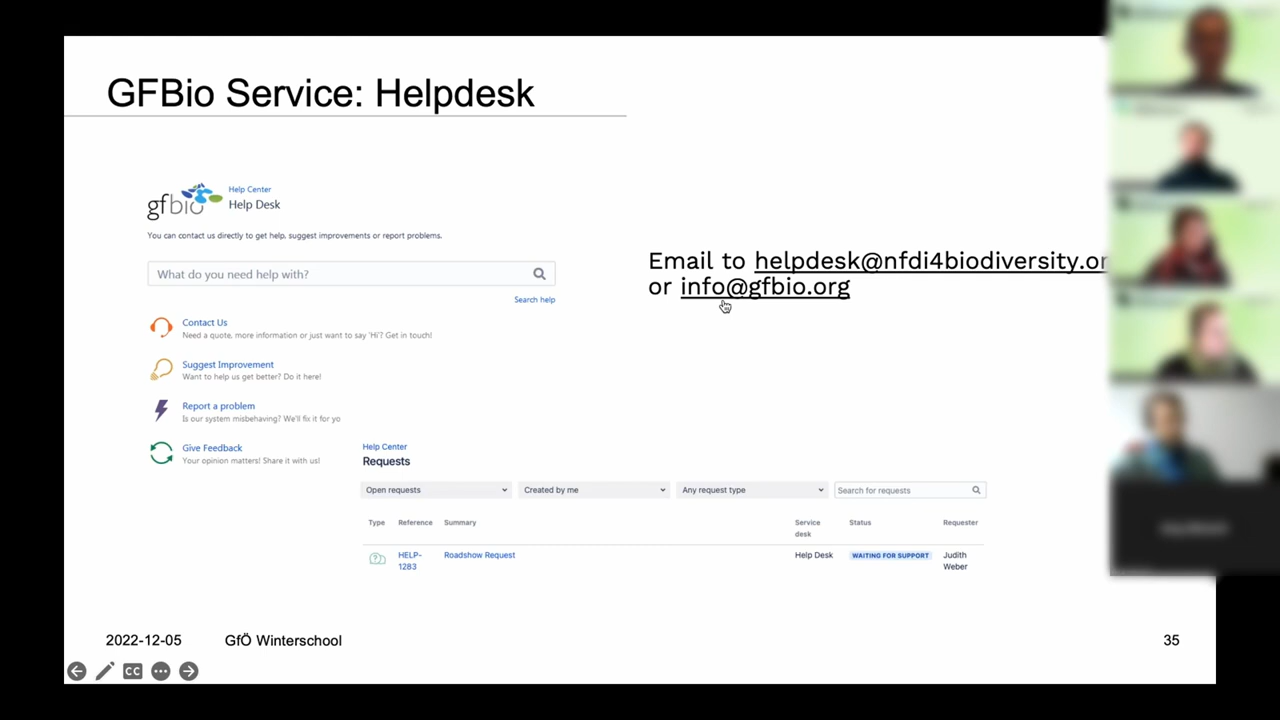 GFBio Service: Helpdesk
gfbio
Help Center
Help Desk
You can contact us directly to get help, suggest improvements or report problems.
What do you need help with?
Search help
Contact Us
Need a quote, more information or just want to say 'Hi'? Get in touch!
Suggest Improvement
Want to help us get better? Do it here!
Report a problem
Is our system misbehaving? We'll fix it for yo
Give Feedback
Your opinion matters! Share it with us!
Email to helpdesk@nfdi4biodiversity.or
or info@gfbio.org
Help Center
Requests
Open requests Created by me Any request type Search for requests
Type Reference Summary Service desk Status Requester
HELP-1283 Roadshow Request Help Desk WAITING FOR SUPPORT Judith Weber
2022-12-05 GfÖ Winterschool 35
CC